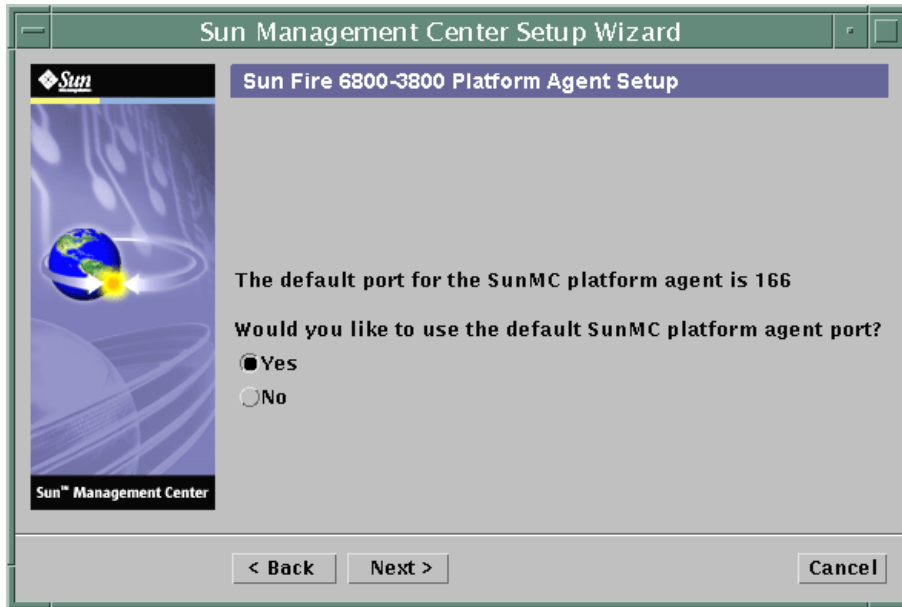 Sun Management Center Setup Wizard
Sun
Sun Fire 6800-3800 Platform Agent Setup
The default port for the SunMC platform agent is 166
Would you like to use the default SunMC platform agent port?
Yes
No
Sun™ Management Center
< Back Next > Cancel